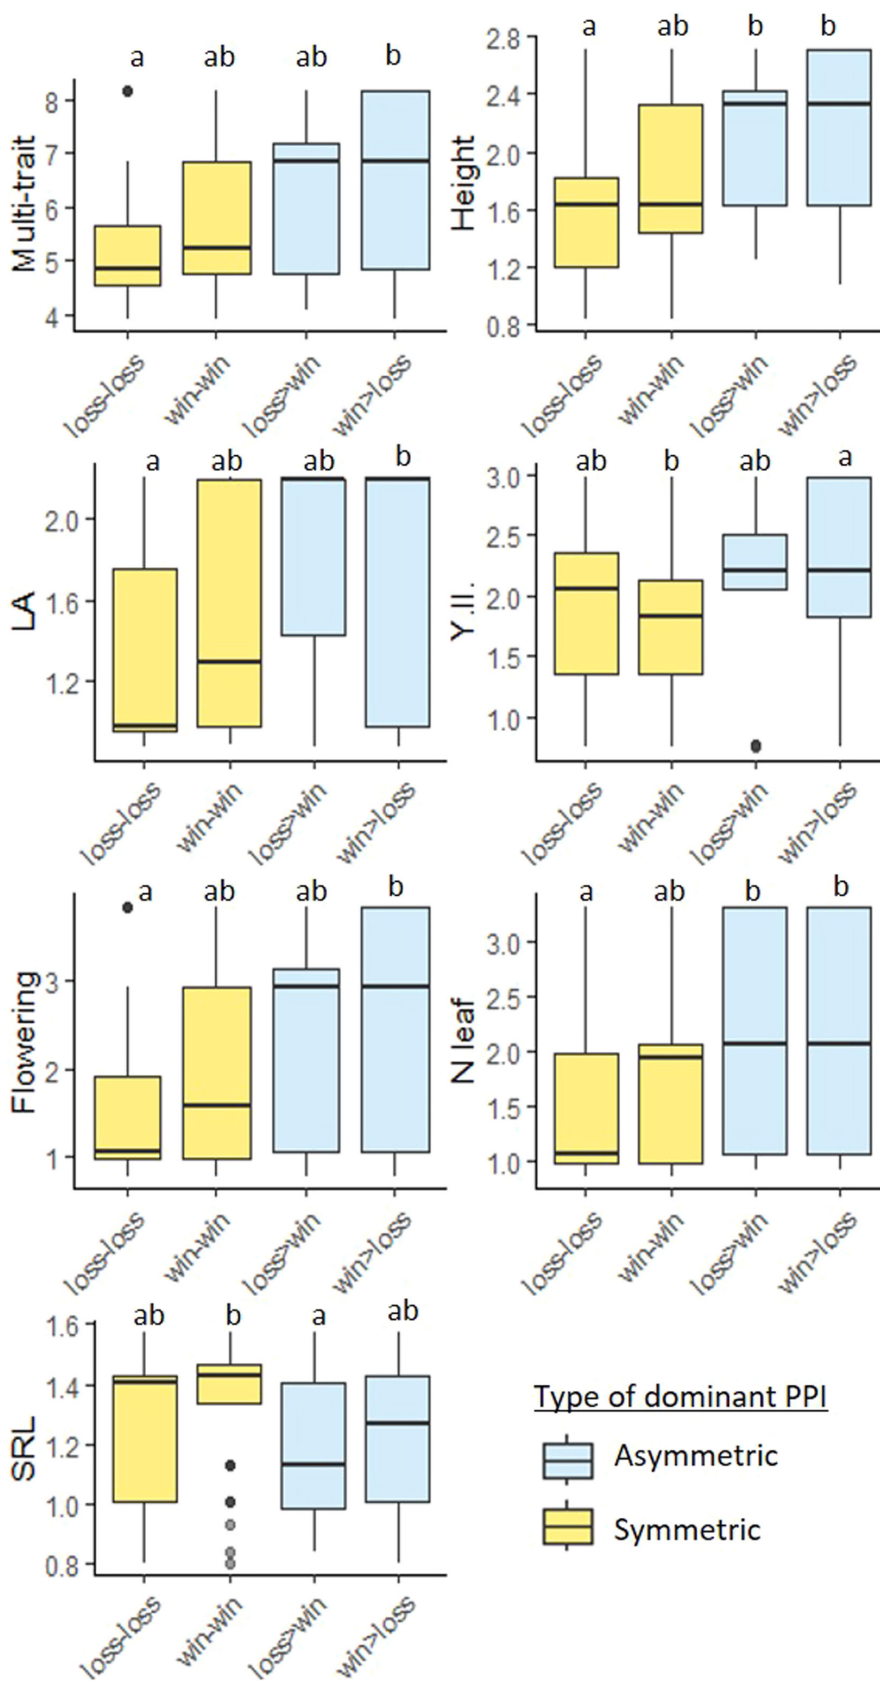 a ab ab b
Multi-trait
8
7
6
5
4
loss-loss win-win loss>win win>loss
a ab b b
Height
2.8
2.4
2.0
1.6
1.2
0.8
loss-loss win-win loss>win win>loss
a ab ab b
LA
2.0
1.6
1.2
loss-loss win-win loss>win win>loss
ab b ab a
Y.II.
3.0
2.5
2.0
1.5
1.0
loss-loss win-win loss>win win>loss
a ab ab b
Flowering
3
2
1
loss-loss win-win loss>win win>loss
a ab b b
N leaf
3.0
2.5
2.0
1.5
1.0
loss-loss win-win loss>win win>loss
ab b a ab
SRL
1.6
1.4
1.2
1.0
0.8
loss-loss win-win loss>win win>loss
Type of dominant PPI
Asymmetric
Symmetric